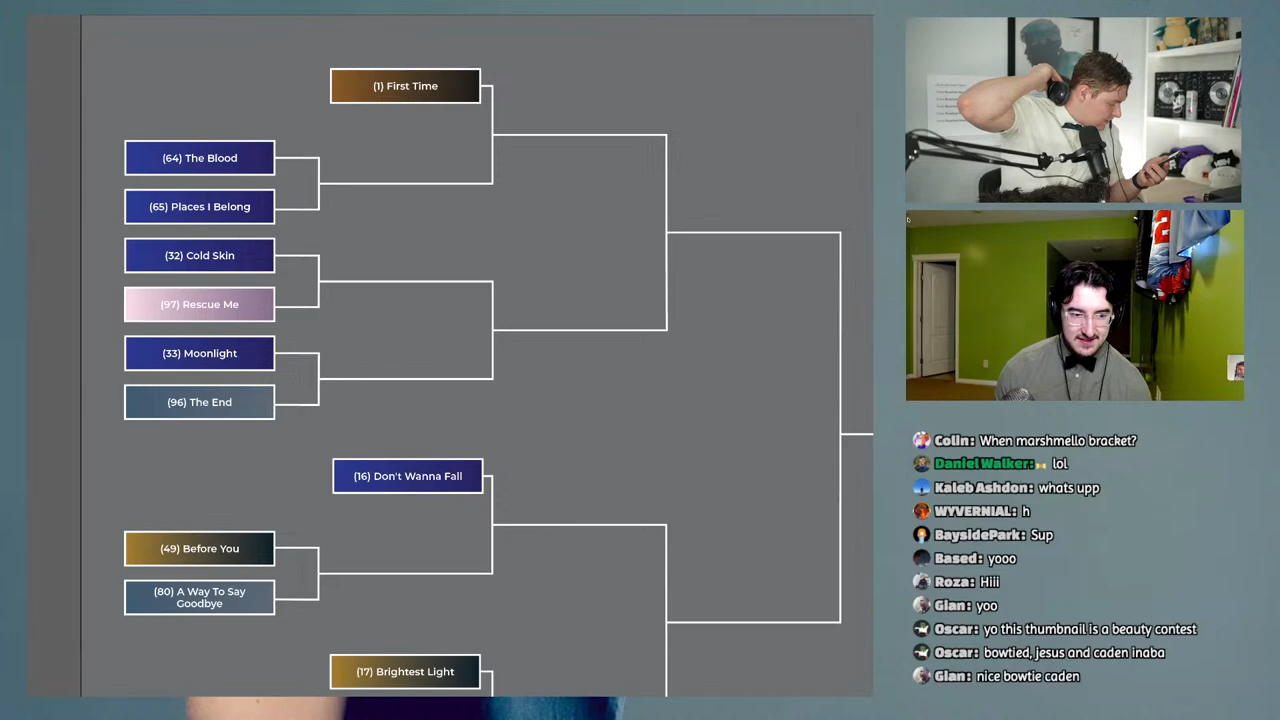 (1) First Time
(64) The Blood
(65) Places I Belong
(32) Cold Skin
(97) Rescue Me
(33) Moonlight
(96) The End
(16) Don't Wanna Fall
(49) Before You
(80) A Way To Say
Goodbye
(17) Brightest Light
Colin: When marshmello bracket?
Daniel Walker: lol
Kaleb Ashdon: whats upp
WYVERNIAL: h
BaysidePark: Sup
Based: yooo
Roza: Hiii
Gian: yoo
Oscar: yo this thumbnail is a beauty contest
Oscar: bowtied, jesus and caden inaba
Gian: nice bowtie caden